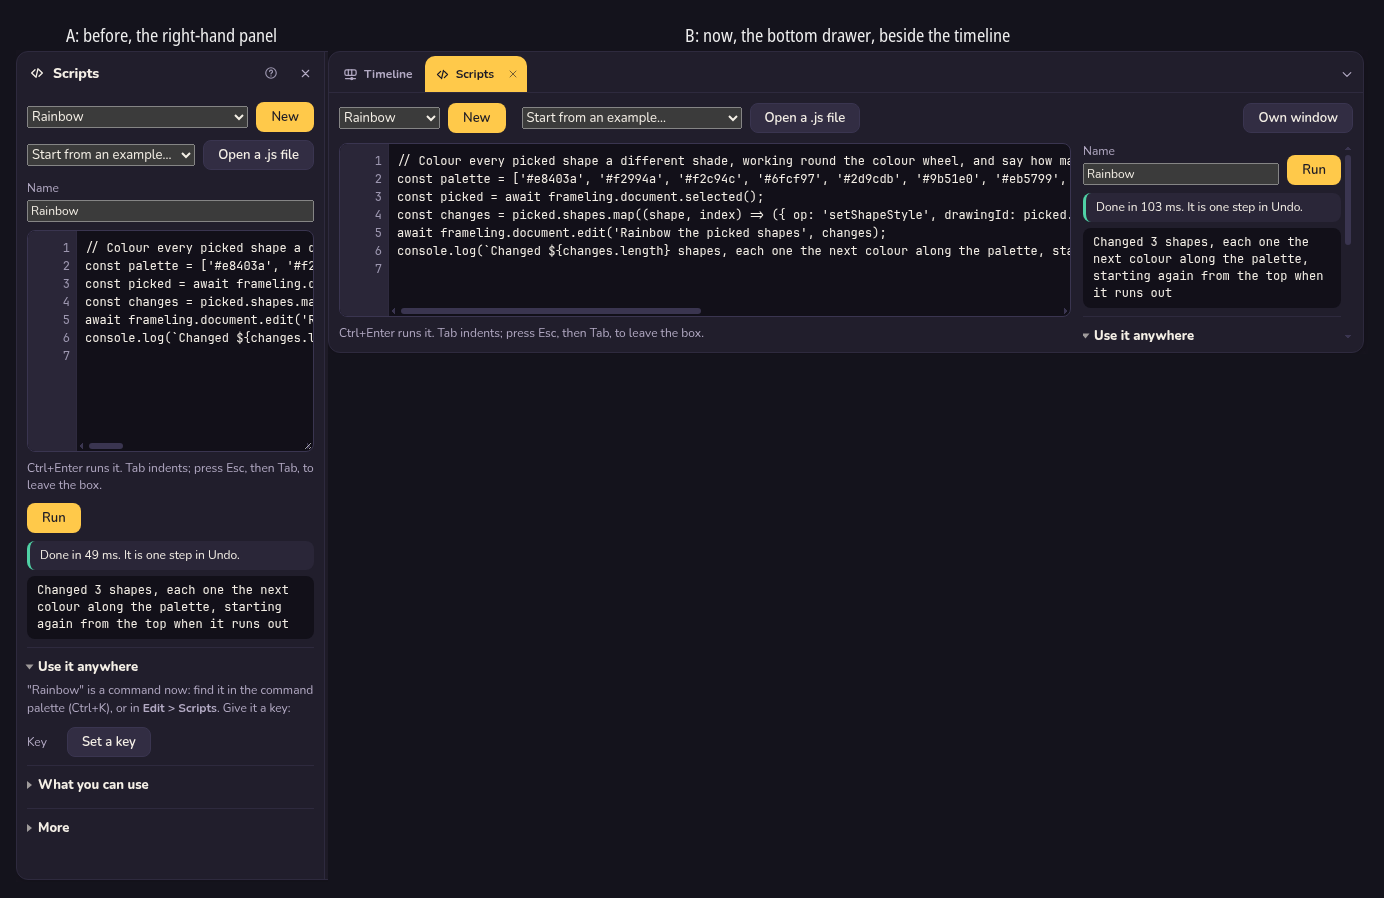 A: before, the right-hand panel
Scripts
Rainbow
New
Start from an example...
Open a .js file
Name
Rainbow
1 // Colour every picked shape a d
2 const palette = ['#e8403a', '#f2
3 const picked = await frameling.d
4 const changes = picked.shapes.ma
5 await frameling.document.edit('R
6 console.log(`Changed ${changes.l
7
Ctrl+Enter runs it. Tab indents; press Esc, then Tab, to
leave the box.
Run
Done in 49 ms. It is one step in Undo.
Changed 3 shapes, each one the next
colour along the palette, starting
again from the top when it runs out
Use it anywhere
"Rainbow" is a command now: find it in the command
palette (Ctrl+K), or in Edit > Scripts. Give it a key:
Key
Set a key
What you can use
More
B: now, the bottom drawer, beside the timeline
Timeline
Scripts
Rainbow
New
Start from an example...
Open a .js file
Own window
1 // Colour every picked shape a different shade, working round the colour wheel, and say how ma
2 const palette = ['#e8403a', '#f2994a', '#f2c94c', '#6fcf97', '#2d9cdb', '#9b51e0', '#eb5799',
3 const picked = await frameling.document.selected();
4 const changes = picked.shapes.map((shape, index) => ({ op: 'setShapeStyle', drawingId: picked.
5 await frameling.document.edit('Rainbow the picked shapes', changes);
6 console.log(`Changed ${changes.length} shapes, each one the next colour along the palette, sta
7
Ctrl+Enter runs it. Tab indents; press Esc, then Tab, to leave the box.
Name
Rainbow
Run
Done in 103 ms. It is one step in Undo.
Changed 3 shapes, each one the
next colour along the palette,
starting again from the top when
it runs out
Use it anywhere